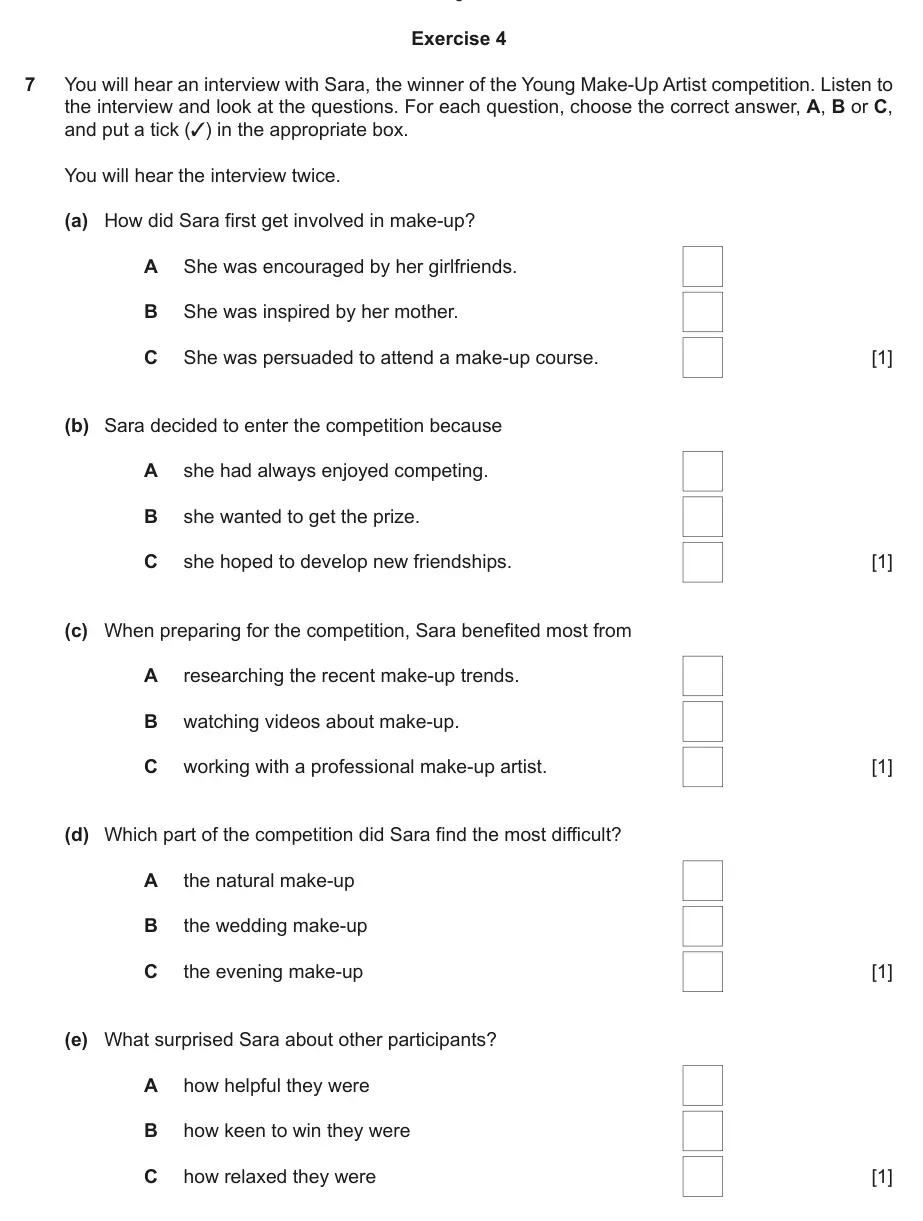 Exercise 4
7 You will hear an interview with Sara, the winner of the Young Make-Up Artist competition. Listen to
the interview and look at the questions. For each question, choose the correct answer, A, B or C,
and put a tick (✓) in the appropriate box.
You will hear the interview twice.
(a) How did Sara first get involved in make-up?
A She was encouraged by her girlfriends.
B She was inspired by her mother.
C She was persuaded to attend a make-up course. [1]
(b) Sara decided to enter the competition because
A she had always enjoyed competing.
B she wanted to get the prize.
C she hoped to develop new friendships. [1]
(c) When preparing for the competition, Sara benefited most from
A researching the recent make-up trends.
B watching videos about make-up.
C working with a professional make-up artist. [1]
(d) Which part of the competition did Sara find the most difficult?
A the natural make-up
B the wedding make-up
C the evening make-up [1]
(e) What surprised Sara about other participants?
A how helpful they were
B how keen to win they were
C how relaxed they were [1]